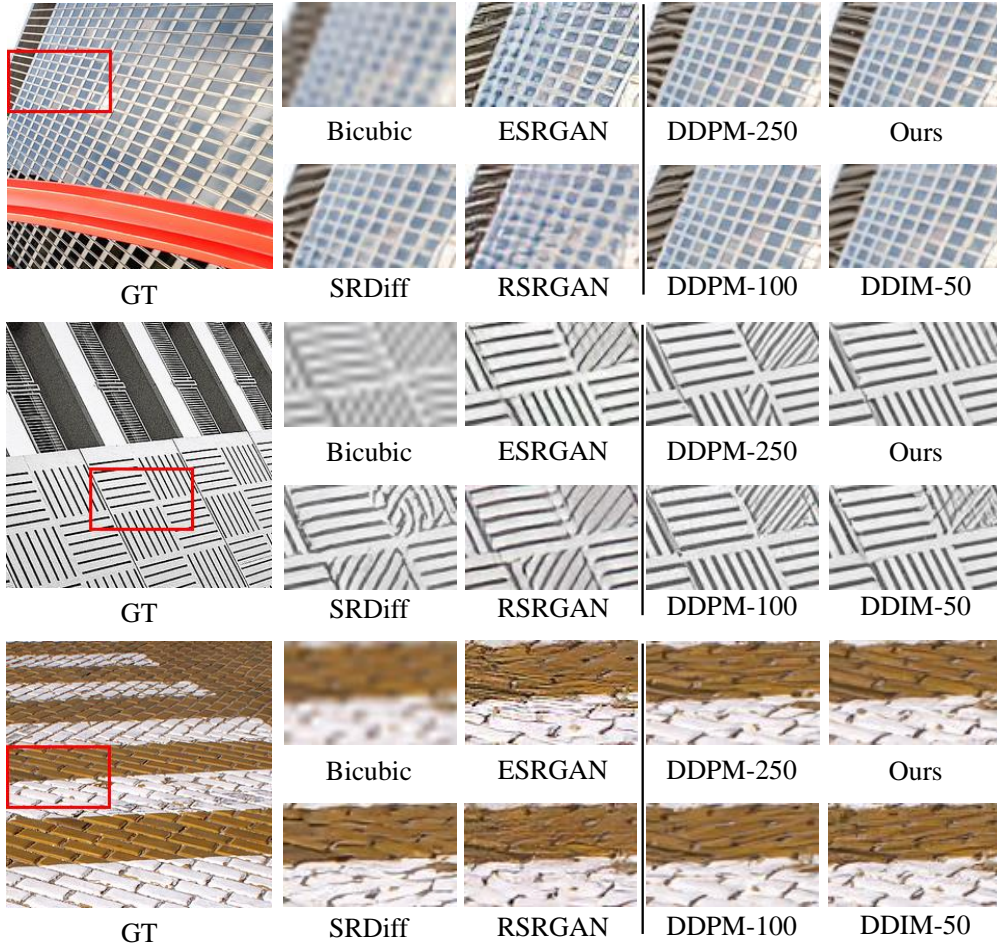 Bicubic ESRGAN DDPM-250 Ours
SRDiff RSRGAN DDPM-100 DDIM-50
GT
Bicubic ESRGAN DDPM-250 Ours
SRDiff RSRGAN DDPM-100 DDIM-50
GT
Bicubic ESRGAN DDPM-250 Ours
SRDiff RSRGAN DDPM-100 DDIM-50
GT